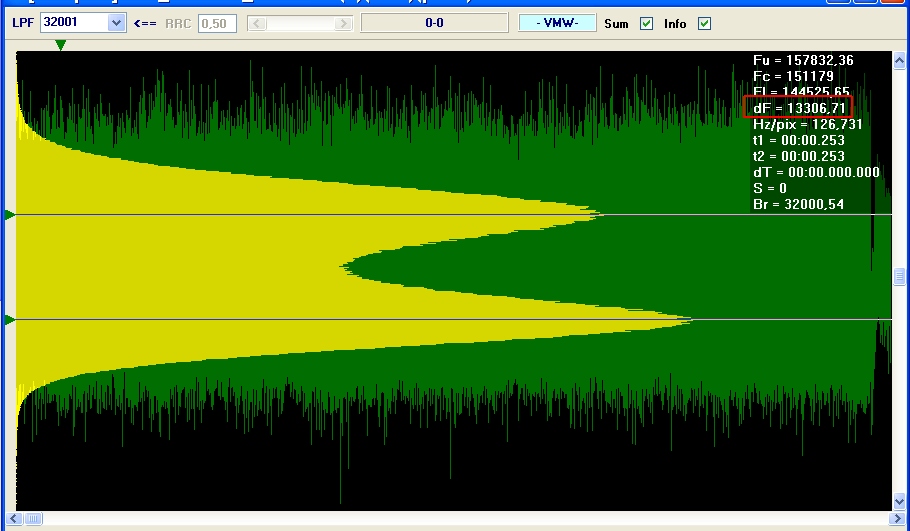 LPF 32001 <== RRC 0,50 0-0 - VMW- Sum Info
Fu = 157832,36
Fc = 151179
Fl = 144525,65
dF = 13306,71
Hz/pix = 126,731
t1 = 00:00.253
t2 = 00:00.253
dT = 00:00.000.000
S = 0
Br = 32000,54